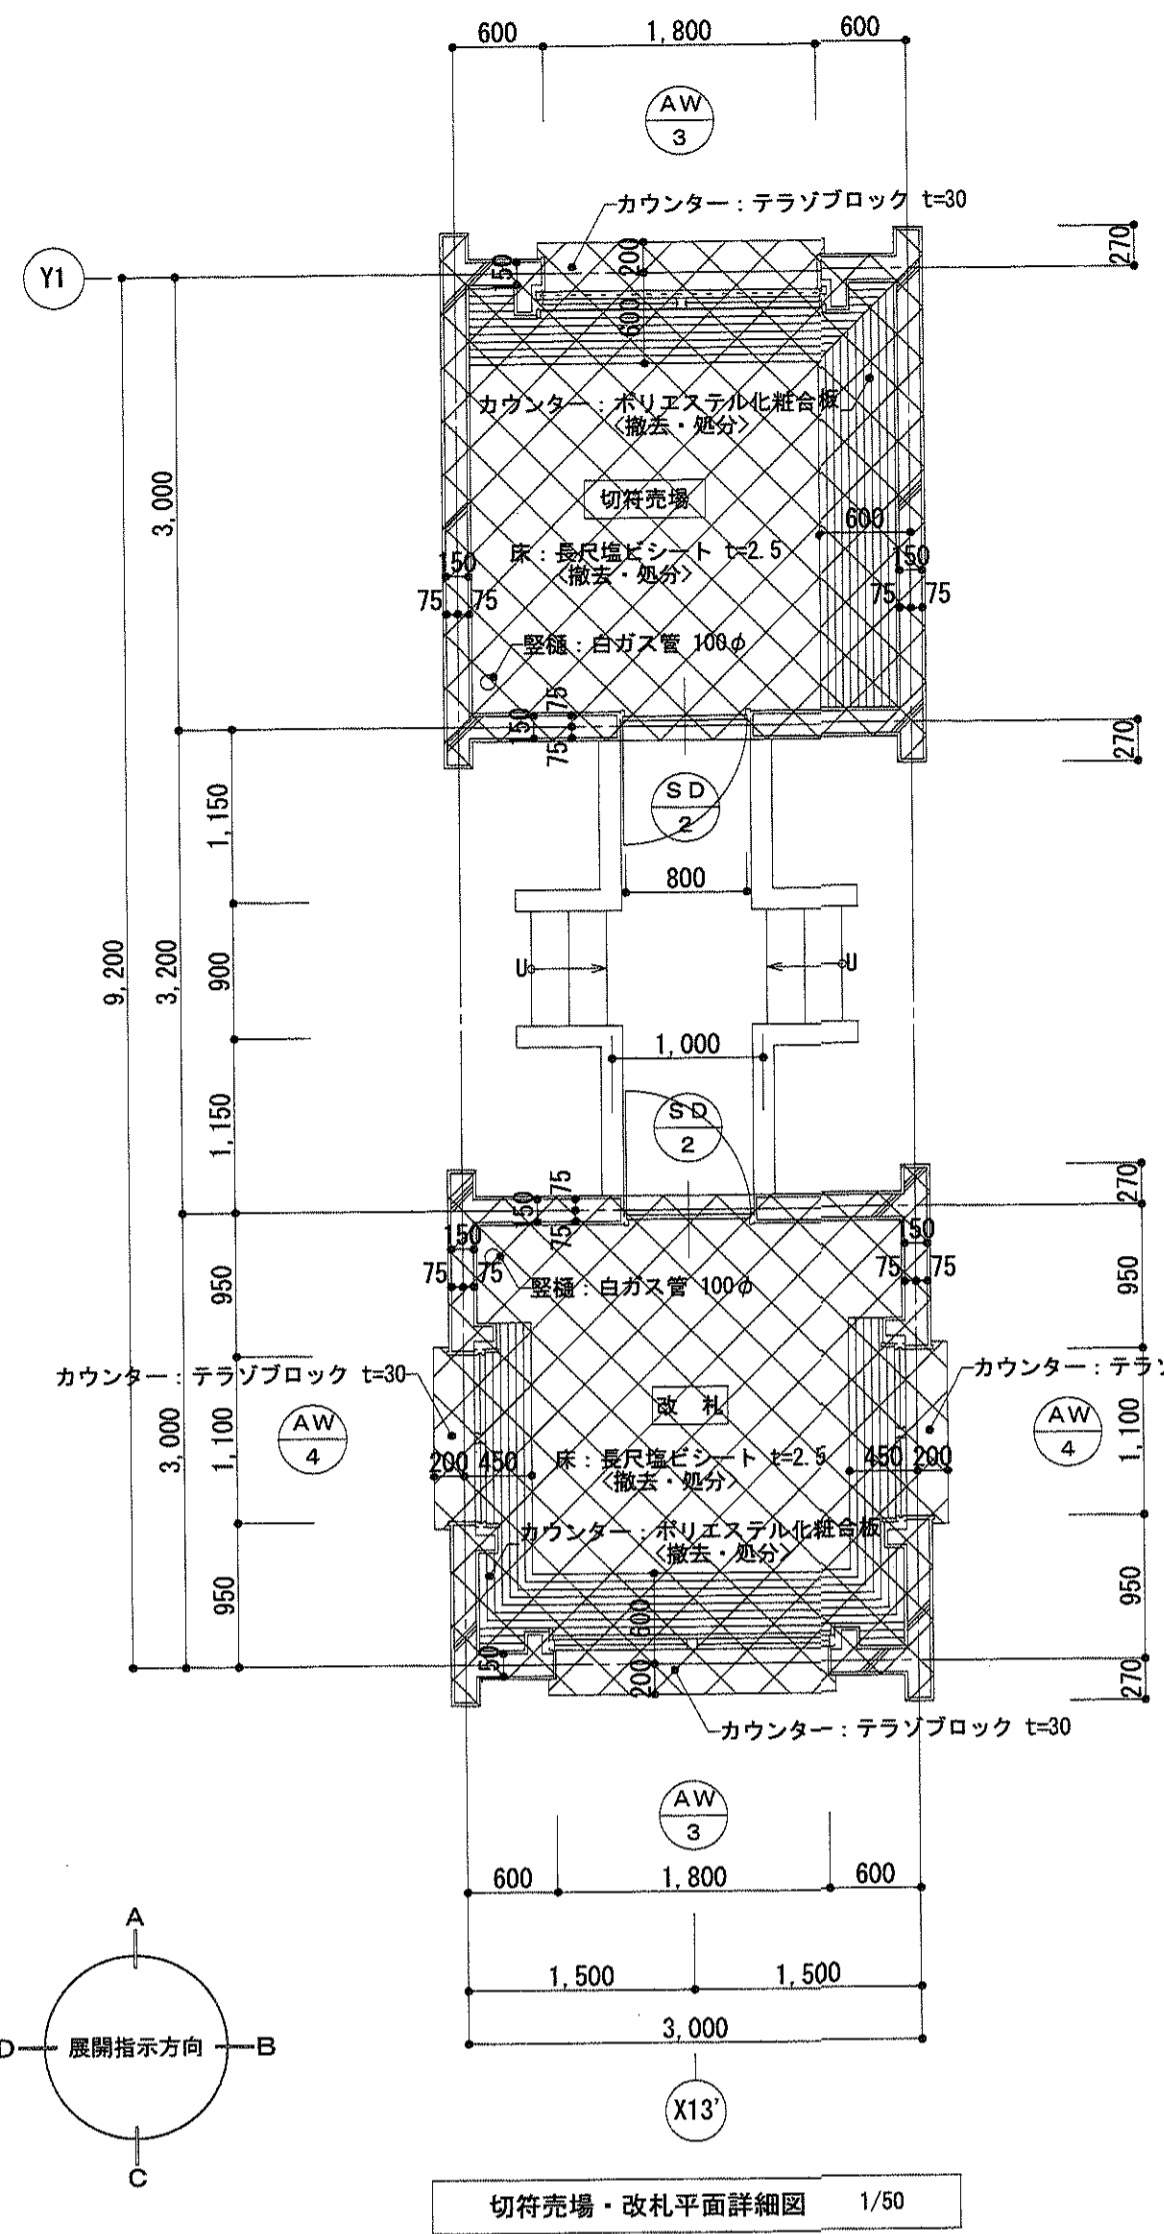 600
1,800
600
AW
3
カウンター：テラゾブロック t=30
270
Y1
150
200
600
カウンター：ポリエステル化粧合板
<撤去・処分>
3,000
切符売場
600
床：長尺塩ビシート t=2.5
<撤去・処分>
150
75
75
150
75
75
竪樋：白ガス管 100φ
150
75
75
270
1,150
SD
2
800
9,200
3,200
900
U
U
1,000
1,150
SD
2
150
75
75
270
150
75
75
150
75
75
950
950
竪樋：白ガス管 100φ
カウンター：テラゾブロック t=30
カウンター：テラ
改 札
AW
4
AW
4
3,000
1,100
1,100
200
450
床：長尺塩ビシート t=2.5
<撤去・処分>
450
200
カウンター：ポリエステル化粧合板
<撤去・処分>
950
950
600
150
200
270
カウンター：テラゾブロック t=30
AW
3
600
1,800
600
1,500
1,500
3,000
X13'
A
D
展開指示方向
B
C
切符売場・改札平面詳細図 1/50